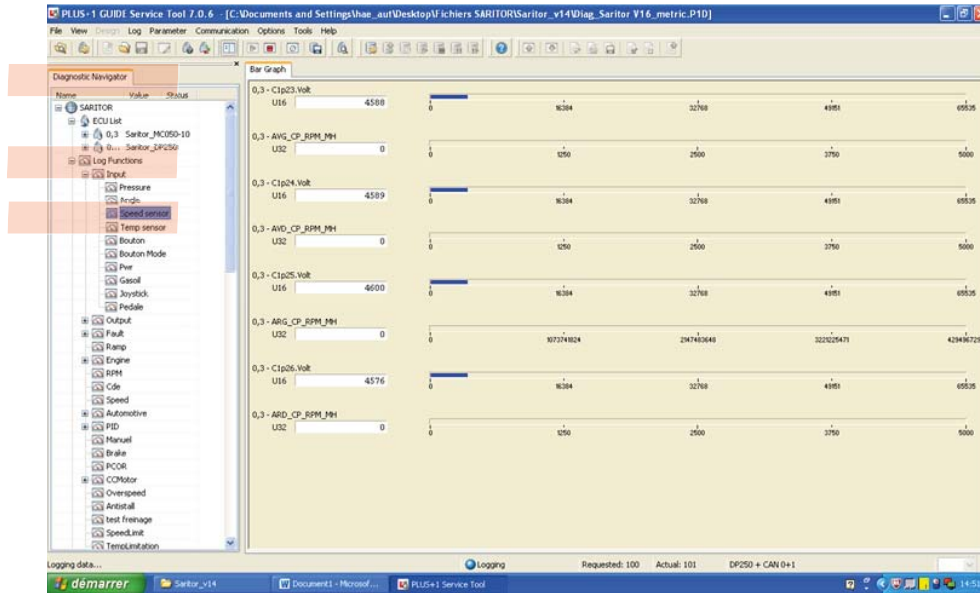 PLUS+1 GUIDE Service Tool 7.0.6 - [C:\Documents and Settings\hae_aut\Desktop\Fichiers SARITOR\Saritor_v14\Diag_Saritor V16_metric.P1D]
File View Design Log Parameter Communication Options Tools Help
Diagnostic Navigator
Name Value Status
SARITOR
ECU List
0,3 Saritor_MC050-10
0... Saritor_DP250
Log Functions
Input
Pressure
Angle
Speed sensor
Temp sensor
Bouton
Bouton Mode
Pwr
Gasoil
Joystick
Pedale
Output
Fault
Ramp
Engine
RPM
Cde
Speed
Automotive
PID
Manuel
Brake
PCOR
CCMotor
Overspeed
Antistall
test freinage
SpeedLimit
TempLimitation
Bar Graph
0,3 - C1p23.Volt
U16 4588
0 16384 32768 49151 65535
0,3 - AVG_CP_RPM_MH
U32 0
0 1250 2500 3750 5000
0,3 - C1p24.Volt
U16 4589
0 16384 32768 49151 65535
0,3 - AVD_CP_RPM_MH
U32 0
0 1250 2500 3750 5000
0,3 - C1p25.Volt
U16 4600
0 16384 32768 49151 65535
0,3 - ARG_CP_RPM_MH
U32 0
0 1073741824 2147483648 3221225471 429496729
0,3 - C1p26.Volt
U16 4576
0 16384 32768 49151 65535
0,3 - ARD_CP_RPM_MH
U32 0
0 1250 2500 3750 5000
Logging data... Logging Requested: 100 Actual: 101 DP250 + CAN 0+1
démarrer Saritor_v14 Document1 - Microsof... PLUS+1 Service Tool 14:51